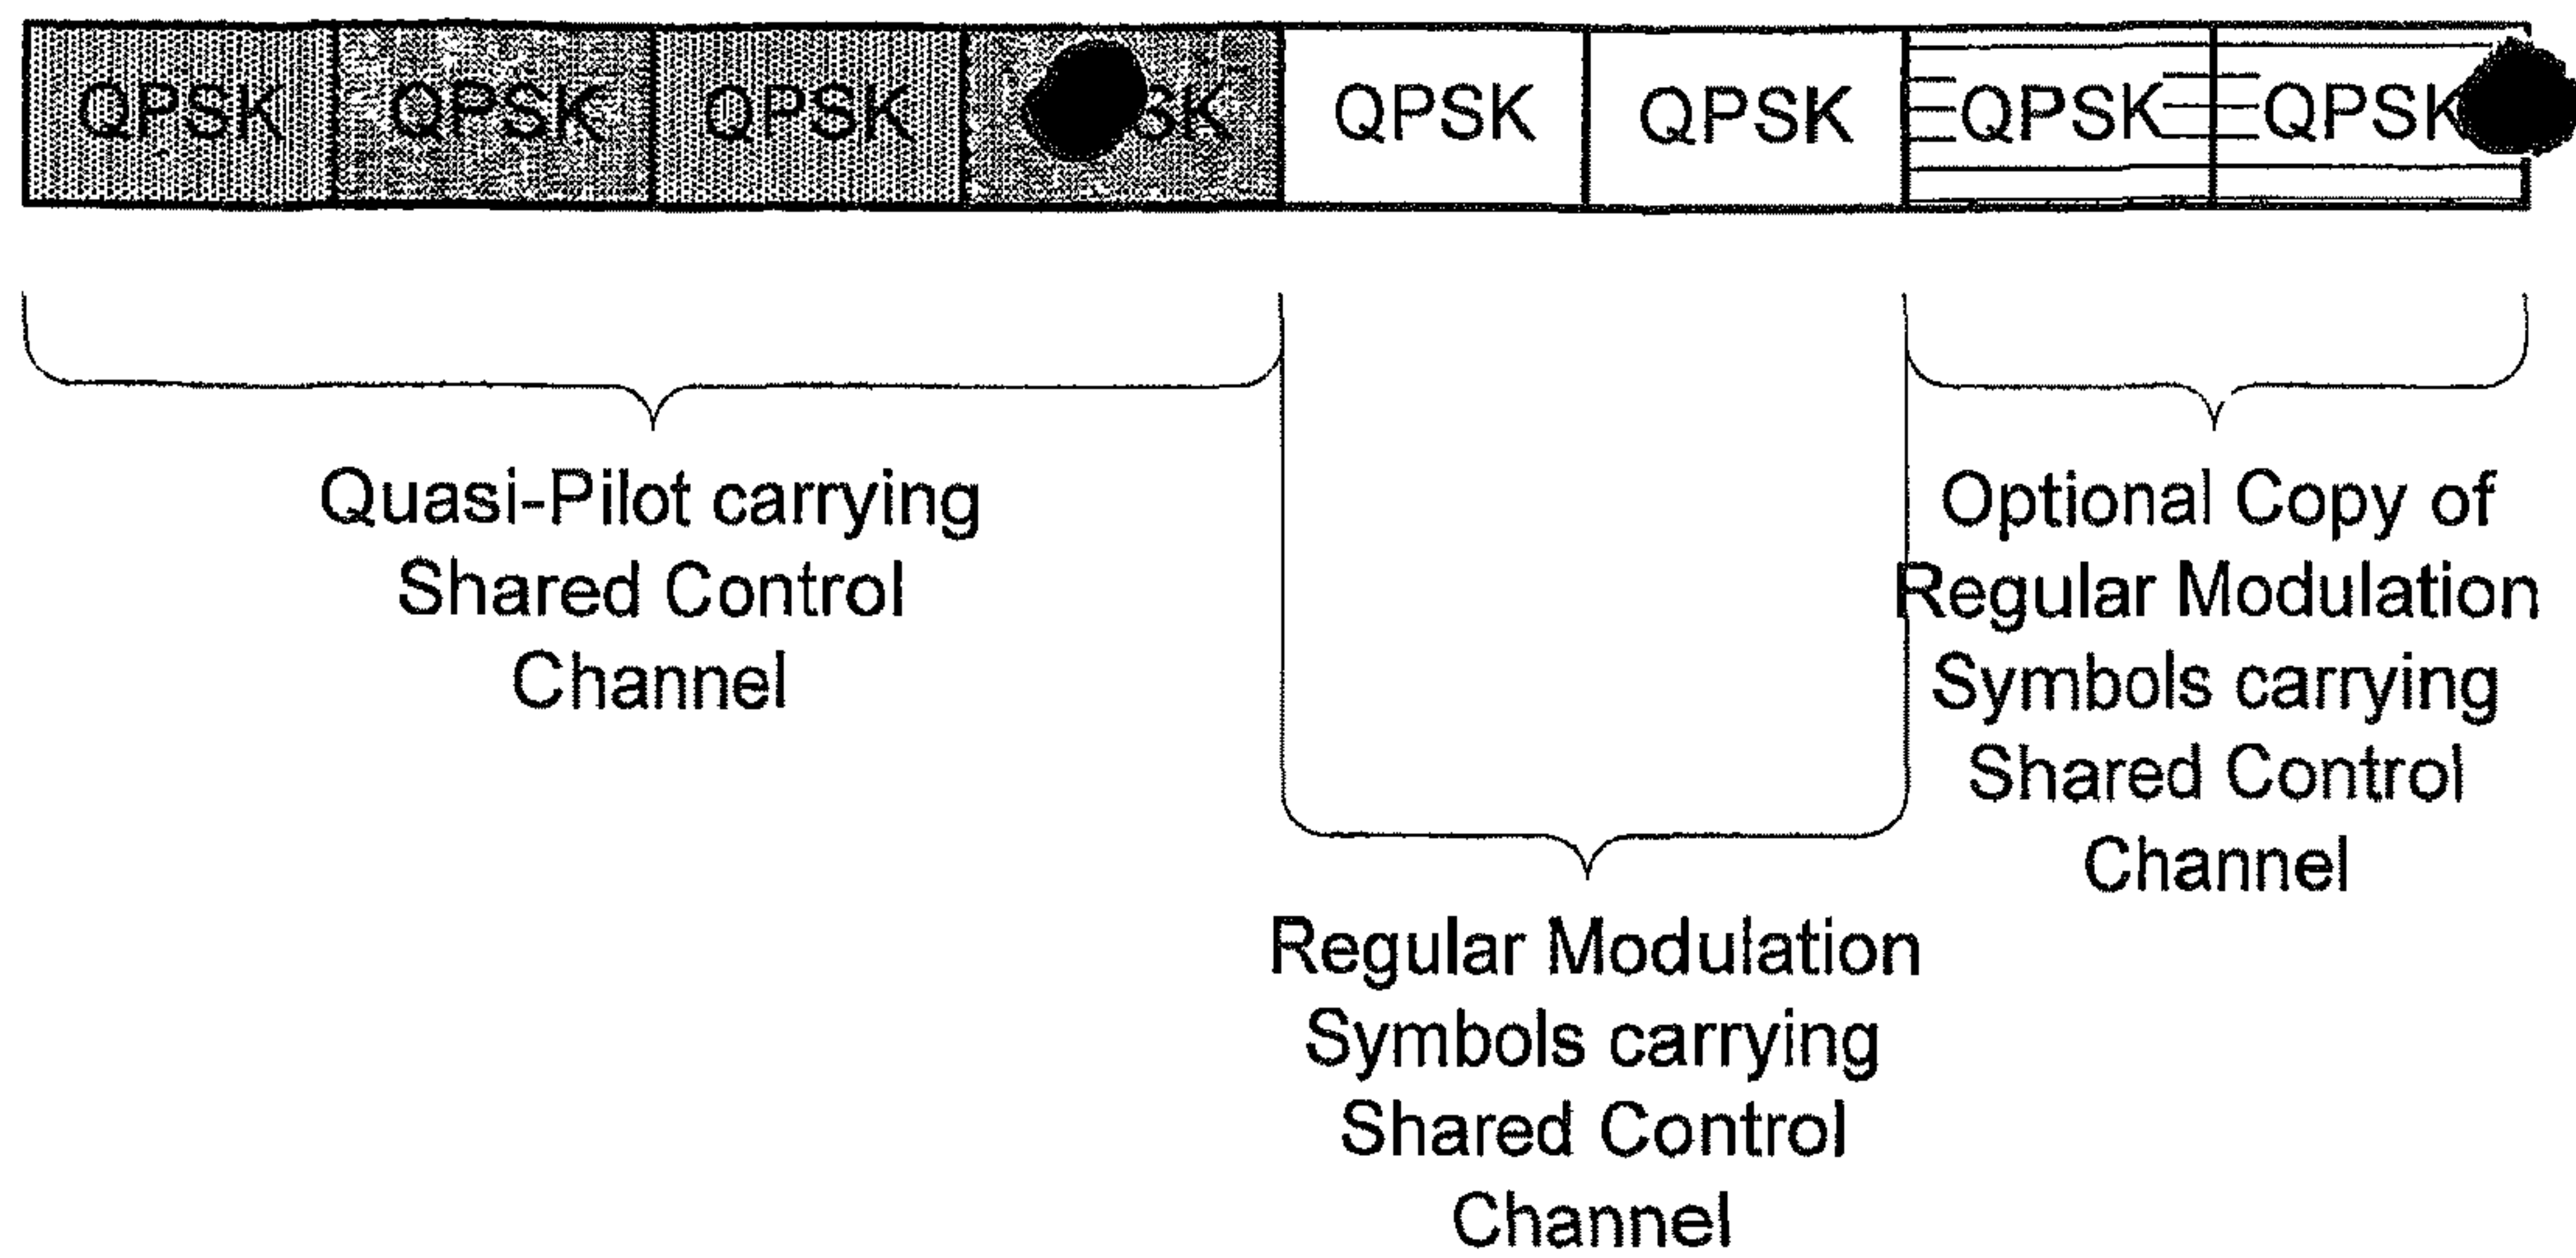 QPSK QPSK QPSK QPSK QPSK QPSK QPSK
Quasi-Pilot carrying
Shared Control
Channel
Optional Copy of
Regular Modulation
Symbols carrying
Shared Control
Channel
Regular Modulation
Symbols carrying
Shared Control
Channel